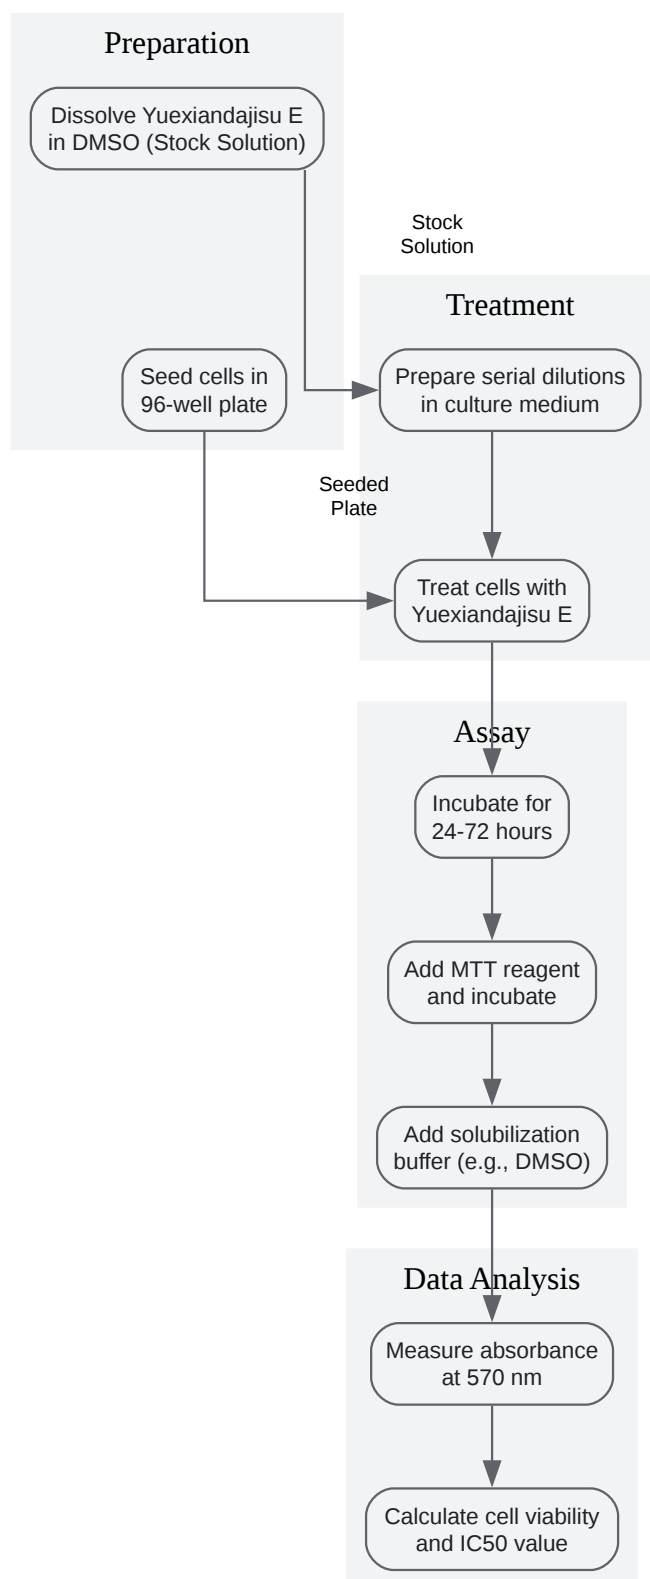 Preparation
Dissolve Yuexiandajisu E
in DMSO (Stock Solution)
Stock
Solution
Treatment
Seed cells in
96-well plate
Prepare serial dilutions
in culture medium
Seeded
Plate
Treat cells with
Yuexiandajisu E
Assay
Incubate for
24-72 hours
Add MTT reagent
and incubate
Add solubilization
buffer (e.g., DMSO)
Data Analysis
Measure absorbance
at 570 nm
Calculate cell viability
and IC50 value